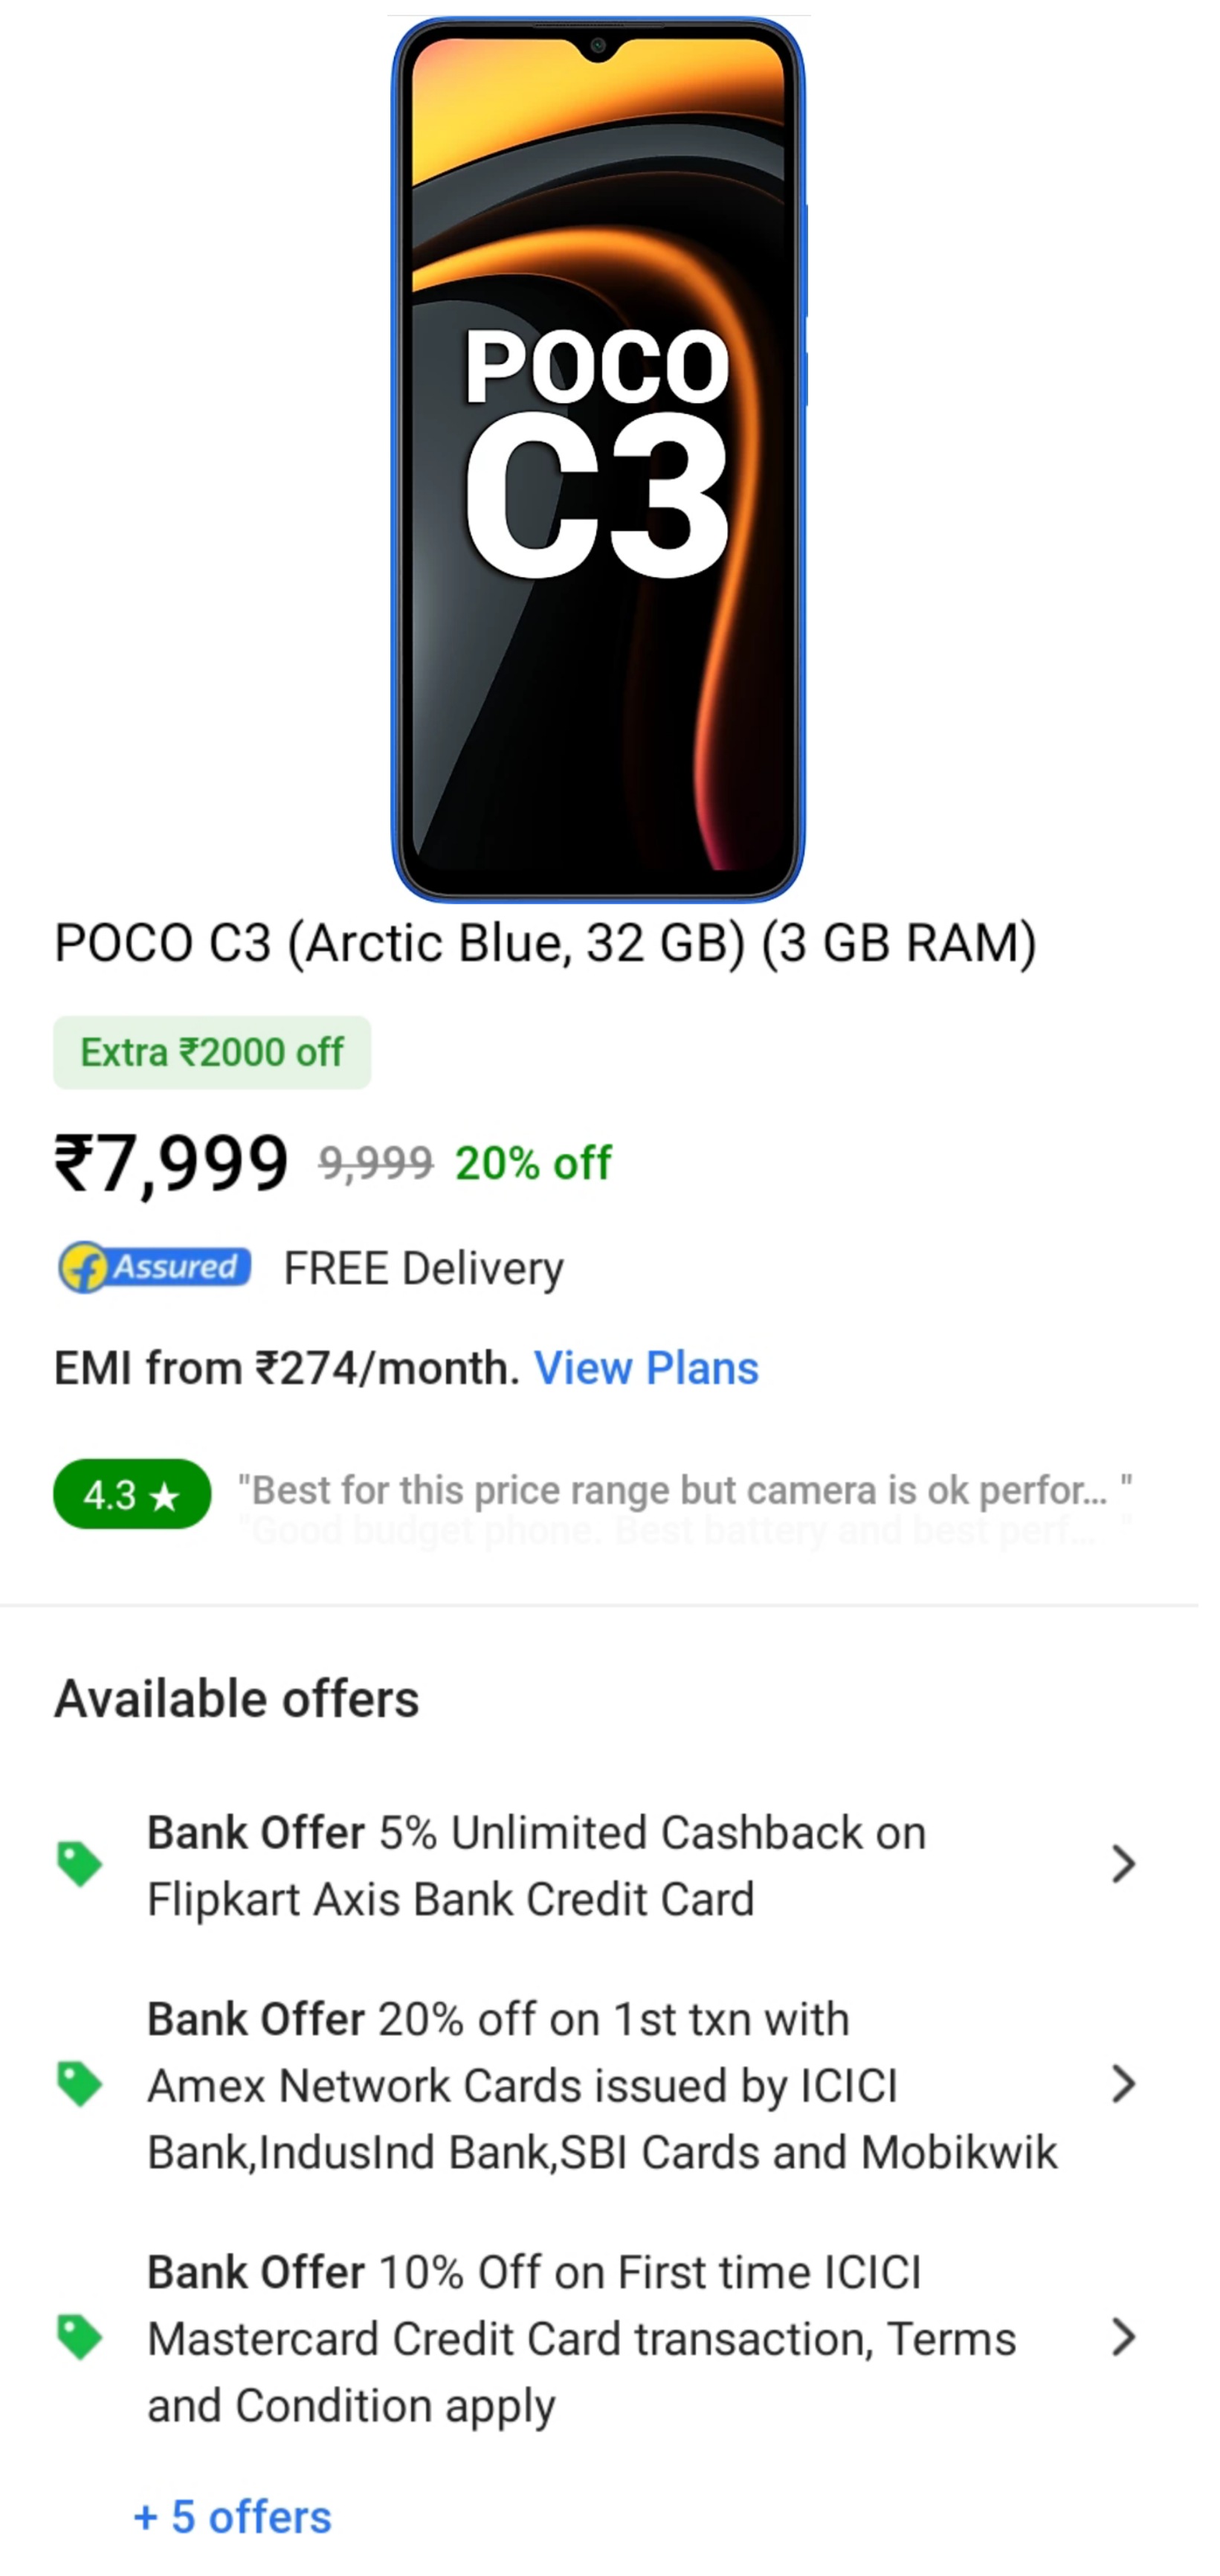 POCO
C3
POCO C3 (Arctic Blue, 32 GB) (3 GB RAM)
Extra ₹2000 off
₹7,999 9,999 20% off
Assured FREE Delivery
EMI from ₹274/month. View Plans
4.3 ★ "Best for this price range but camera is ok perfor... "
"Good budget phone. Best battery and best perf... "
Available offers
Bank Offer 5% Unlimited Cashback on
Flipkart Axis Bank Credit Card
Bank Offer 20% off on 1st txn with
Amex Network Cards issued by ICICI
Bank,IndusInd Bank,SBI Cards and Mobikwik
Bank Offer 10% Off on First time ICICI
Mastercard Credit Card transaction, Terms
and Condition apply
+ 5 offers